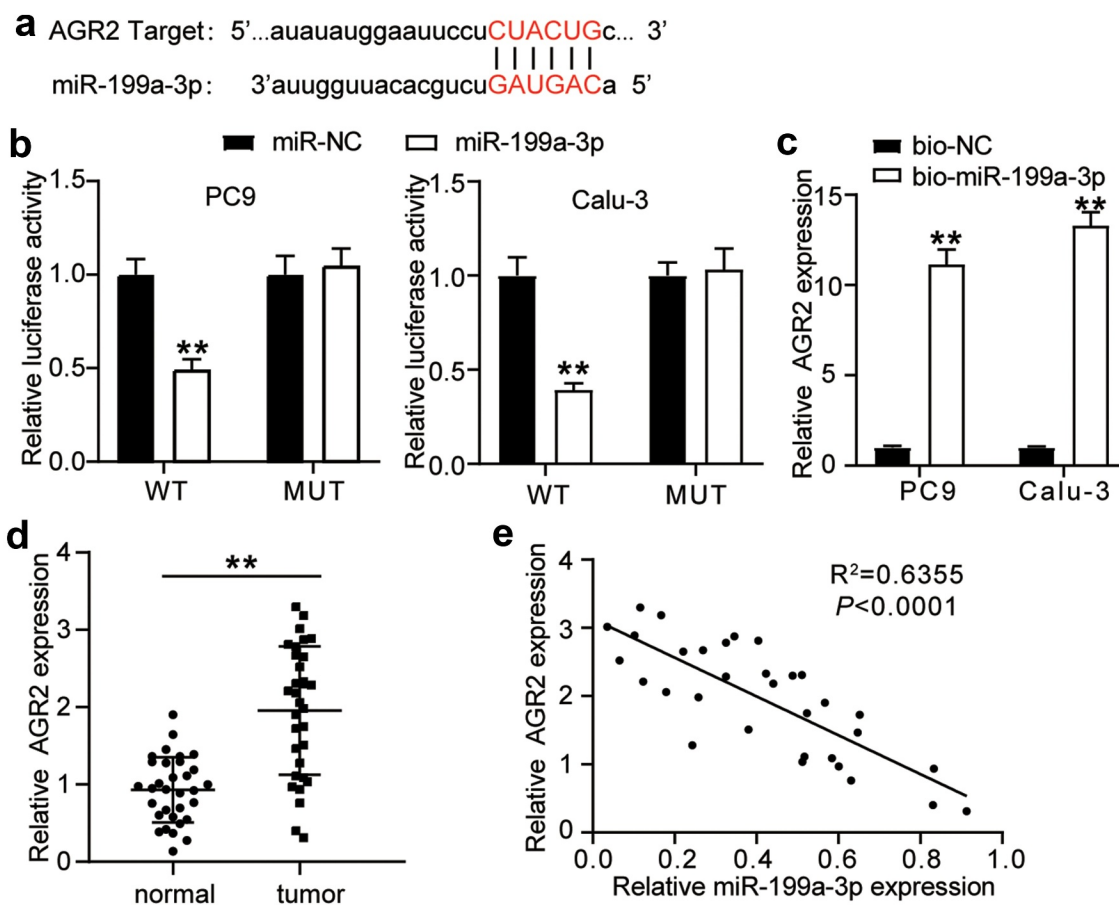 a
AGR2 Target: 5’...auauauggaauuccuCUACUGc... 3’
miR-199a-3p: 3’auugguuacacgucuGAUGACa 5’
b
miR-NC miR-199a-3p
Relative luciferase activity
1.5
1.0
0.5
0.0
PC9
**
WT MUT
Relative luciferase activity
1.5
1.0
0.5
0.0
Calu-3
**
WT MUT
c
bio-NC
bio-miR-199a-3p
Relative AGR2 expression
15
10
5
0
**
**
PC9 Calu-3
d
Relative AGR2 expression
4
3
2
1
0
**
normal tumor
e
Relative AGR2 expression
4
3
2
1
0
R²=0.6355
P<0.0001
0.0 0.2 0.4 0.6 0.8 1.0
Relative miR-199a-3p expression